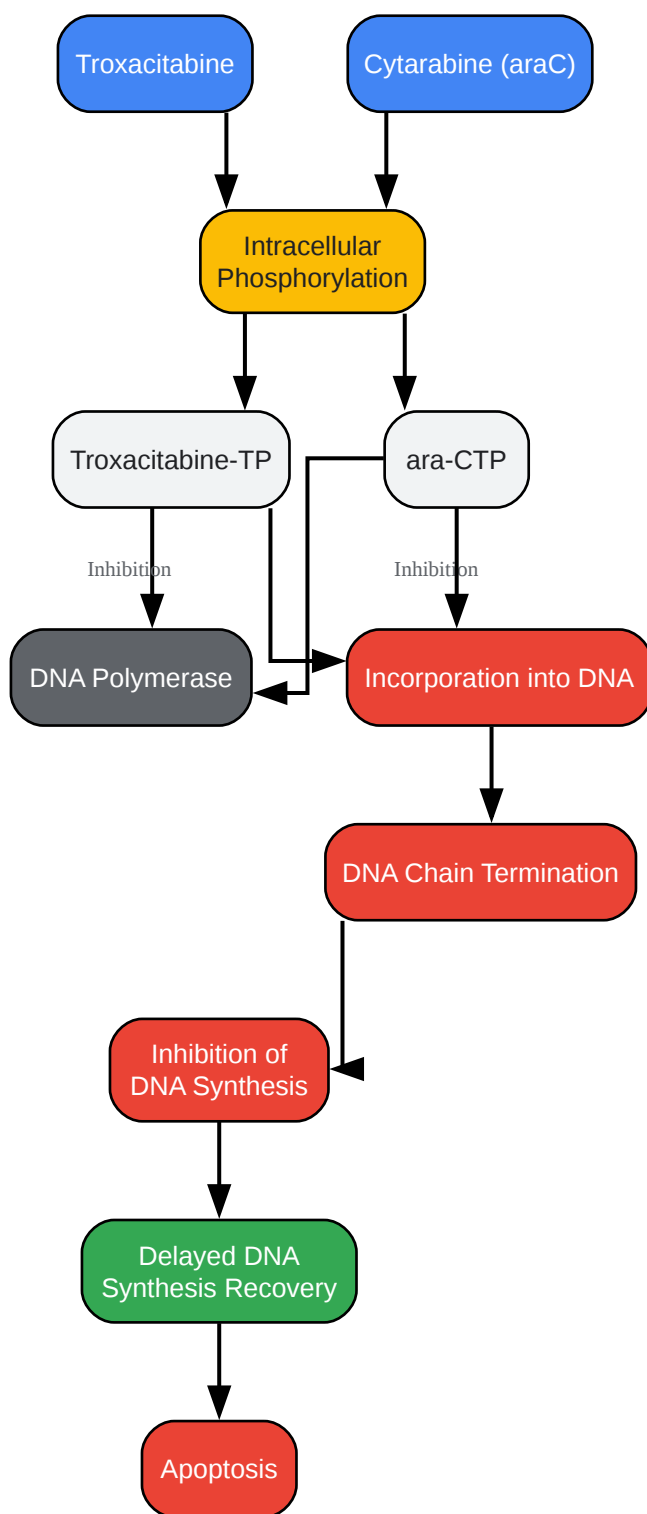 Troxacitabine
Cytarabine (araC)
Intracellular
Phosphorylation
Troxacitabine-TP
ara-CTP
Inhibition
Inhibition
DNA Polymerase
Incorporation into DNA
DNA Chain Termination
Inhibition of
DNA Synthesis
Delayed DNA
Synthesis Recovery
Apoptosis